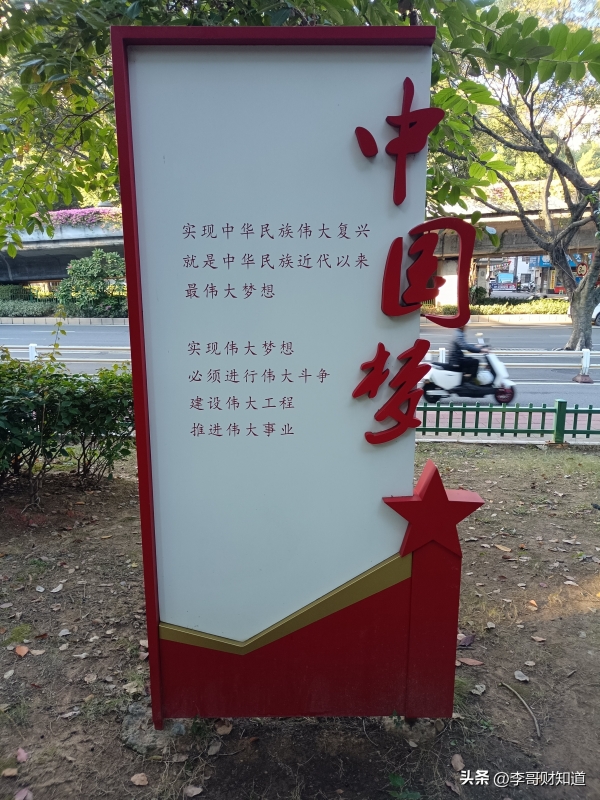 中国梦
实现中华民族伟大复兴
就是中华民族近代以来
最伟大梦想
实现伟大梦想
必须进行伟大斗争
建设伟大工程
推进伟大事业
头条 @李哥财知道